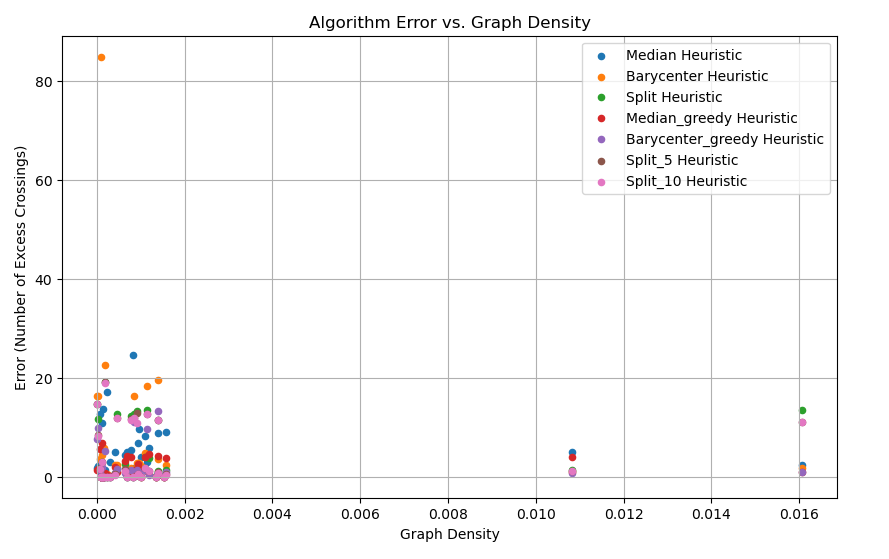 Algorithm Error vs. Graph Density
Median Heuristic
Barycenter Heuristic
Split Heuristic
Median_greedy Heuristic
Barycenter_greedy Heuristic
Split_5 Heuristic
Split_10 Heuristic
Error (Number of Excess Crossings)
80
60
40
20
0
0.000 0.002 0.004 0.006 0.008 0.010 0.012 0.014 0.016
Graph Density